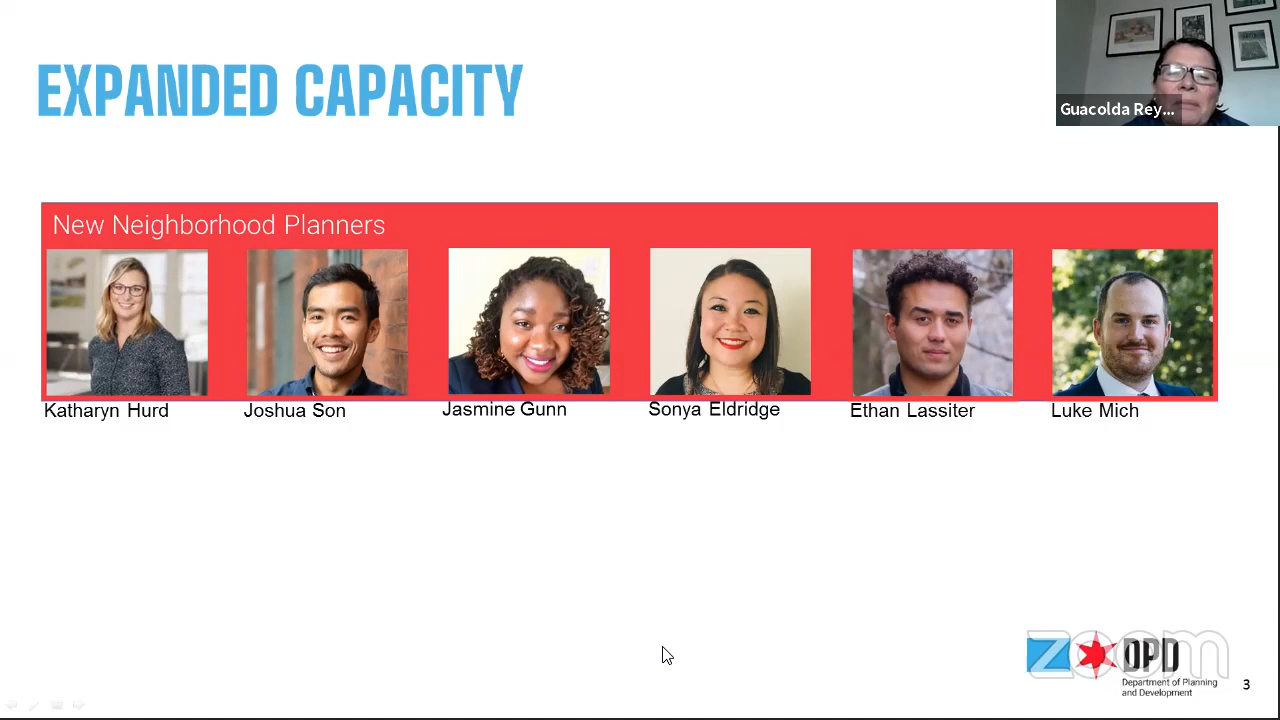 EXPANDED CAPACITY
Guacolda Rey...
New Neighborhood Planners
Katharyn Hurd
Joshua Son
Jasmine Gunn
Sonya Eldridge
Ethan Lassiter
Luke Mich
zoom
DPD
Department of Planning
and Development
3